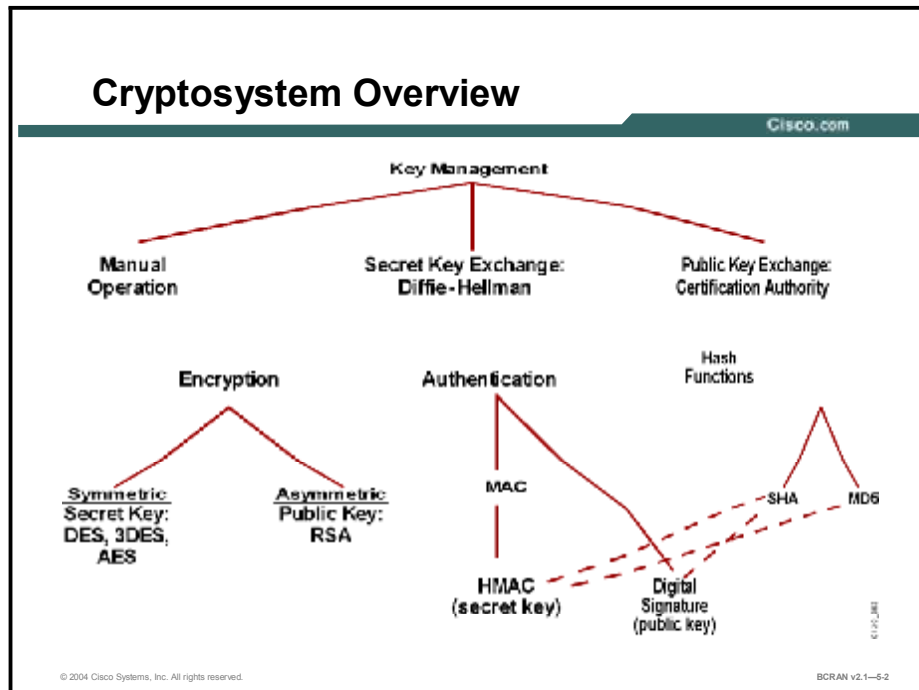 Cryptosystem Overview
Cisco.com
Key Management
Manual
Operation
Secret Key Exchange:
Diffie-Hellman
Public Key Exchange:
Certification Authority
Encryption
Authentication
Hash
Functions
Symmetric
Secret Key:
DES, 3DES,
AES
Asymmetric
Public Key:
RSA
MAC
SHA
MD5
HMAC
(secret key)
Digital
Signature
(public key)
© 2004 Cisco Systems, Inc. All rights reserved.
BCRAN v2.1—5-2